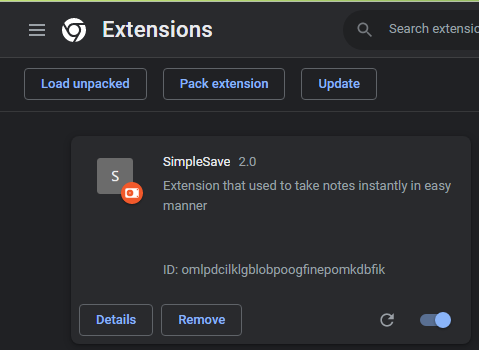 Extensions
Search extensio
Load unpacked
Pack extension
Update
S
SimpleSave 2.0
Extension that used to take notes instantly in easy
manner
ID: omlpdcilklgblobpoogfinepomkdbfik
Details
Remove